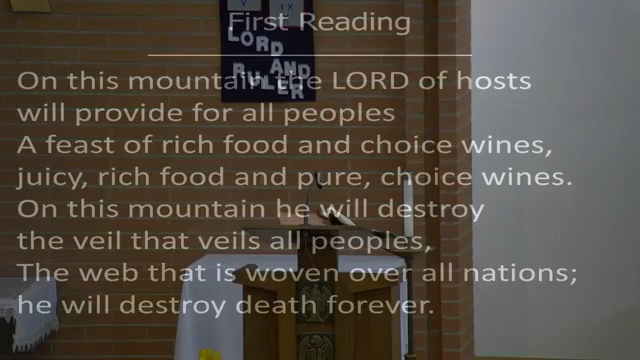 V IX
First Reading
LORD
AND
RULER
On this mountain the LORD of hosts
will provide for all peoples
A feast of rich food and choice wines,
juicy, rich food and pure, choice wines.
On this mountain he will destroy
the veil that veils all peoples,
The web that is woven over all nations;
he will destroy death forever.